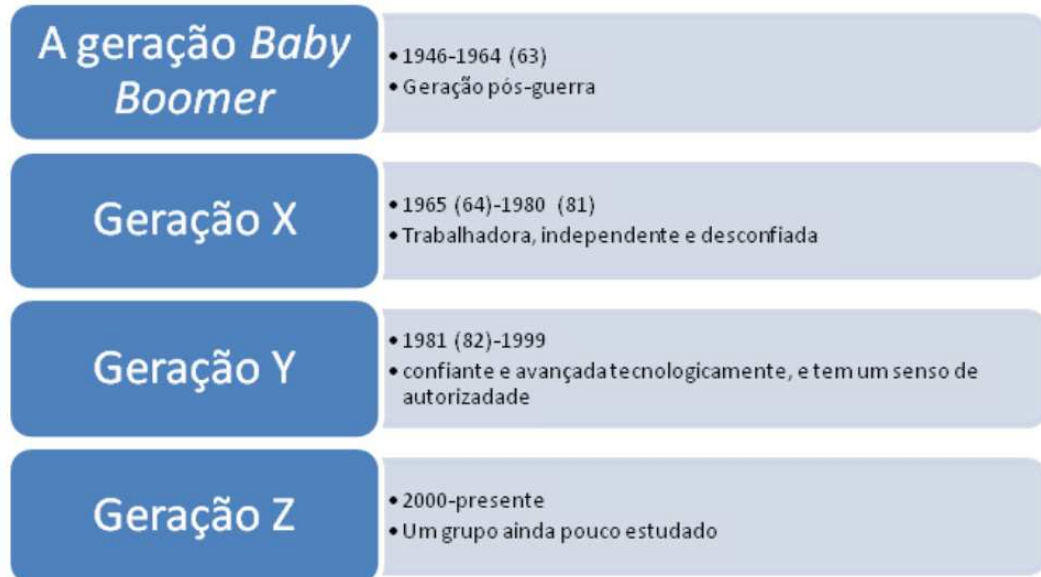 A geração Baby
Boomer
• 1946-1964 (63)
• Geração pós-guerra
Geração X
• 1965 (64)-1980 (81)
• Trabalhadora, independente e desconfiada
Geração Y
• 1981 (82)-1999
• confiante e avançada tecnologicamente, e tem um senso de
autorizadade
Geração Z
• 2000-presente
• Um grupo ainda pouco estudado